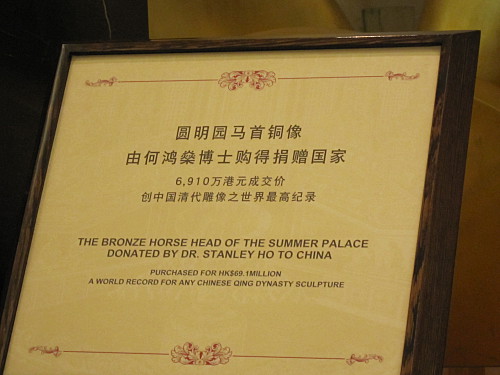 圆明园马首铜像
由何鸿燊博士购得捐赠国家
6,910万港元成交价
创中国清代雕像之世界最高纪录
THE BRONZE HORSE HEAD OF THE SUMMER PALACE
DONATED BY DR. STANLEY HO TO CHINA
PURCHASED FOR HK$69.1MILLION
A WORLD RECORD FOR ANY CHINESE QING DYNASTY SCULPTURE